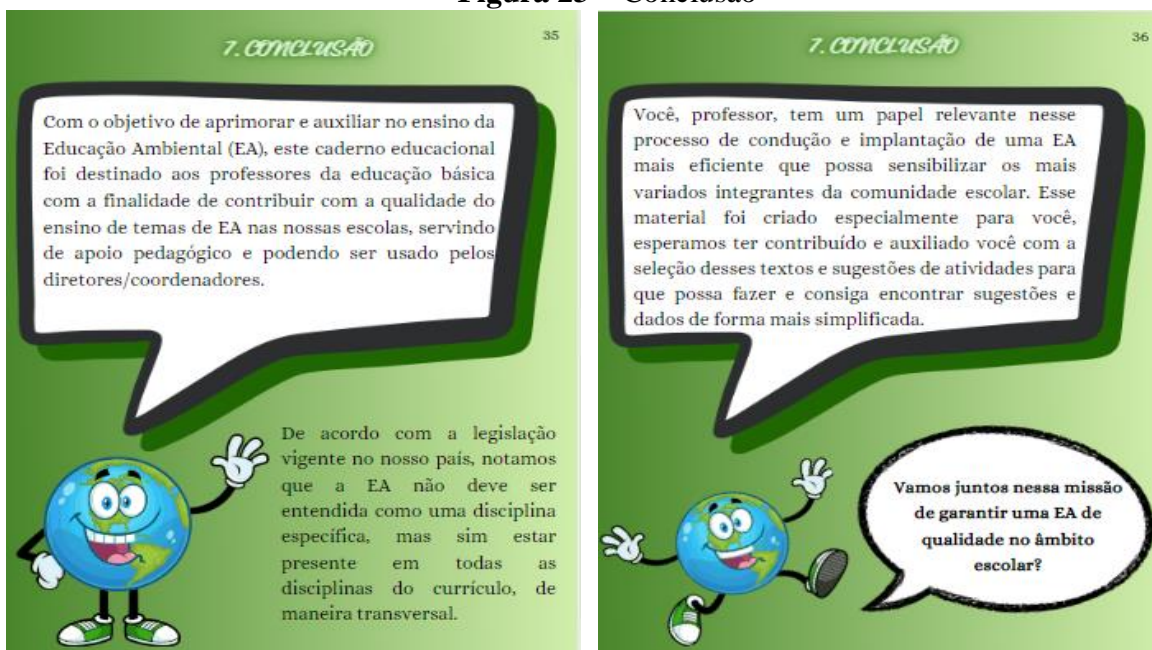 7. CONCLUSÃO
35
Com o objetivo de aprimorar e auxiliar no ensino da
Educação Ambiental (EA), este caderno educacional
foi destinado aos professores da educação básica
com a finalidade de contribuir com a qualidade do
ensino de temas de EA nas nossas escolas, servindo
de apoio pedagógico e podendo ser usado pelos
diretores/coordenadores.
De acordo com a legislação
vigente no nosso país, notamos
que a EA não deve ser
entendida como uma disciplina
específica, mas sim estar
presente em todas as
disciplinas do currículo, de
maneira transversal.
7. CONCLUSÃO
36
Você, professor, tem um papel relevante nesse
processo de condução e implantação de uma EA
mais eficiente que possa sensibilizar os mais
variados integrantes da comunidade escolar. Esse
material foi criado especialmente para você,
esperamos ter contribuído e auxiliado você com a
seleção desses textos e sugestões de atividades para
que possa fazer e consiga encontrar sugestões e
dados de forma mais simplificada.
Vamos juntos nessa missão
de garantir uma EA de
qualidade no âmbito
escolar?